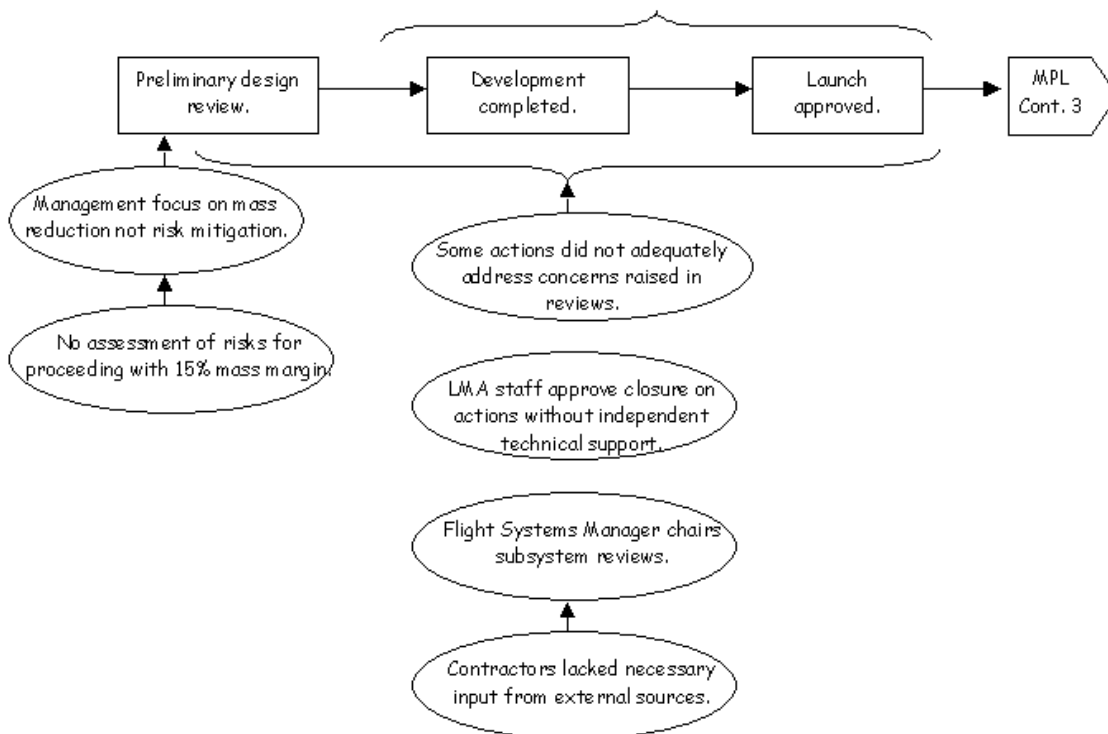 Preliminary design
review.
Development
completed.
Launch
approved.
MPL
Cont. 3
Management focus on mass
reduction not risk mitigation.
Some actions did not adequately
address concerns raised in
reviews.
No assessment of risks for
proceeding with 15% mass margin.
LMA staff approve closure on
actions without independent
technical support.
Flight Systems Manager chairs
subsystem reviews.
Contractors lacked necessary
input from external sources.